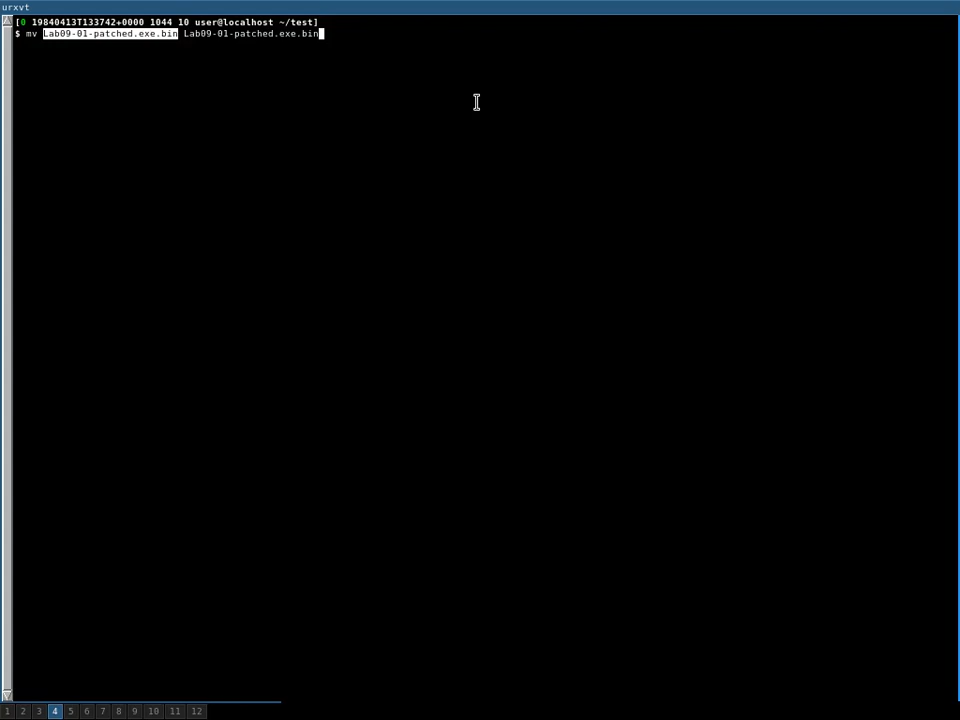 urxvt
[0 19840413T133742+0000 1044 10 user@localhost ~/test]
$ mv Lab09-01-patched.exe.bin Lab09-01-patched.exe.bin
1 2 3 4 5 6 7 8 9 10 11 12